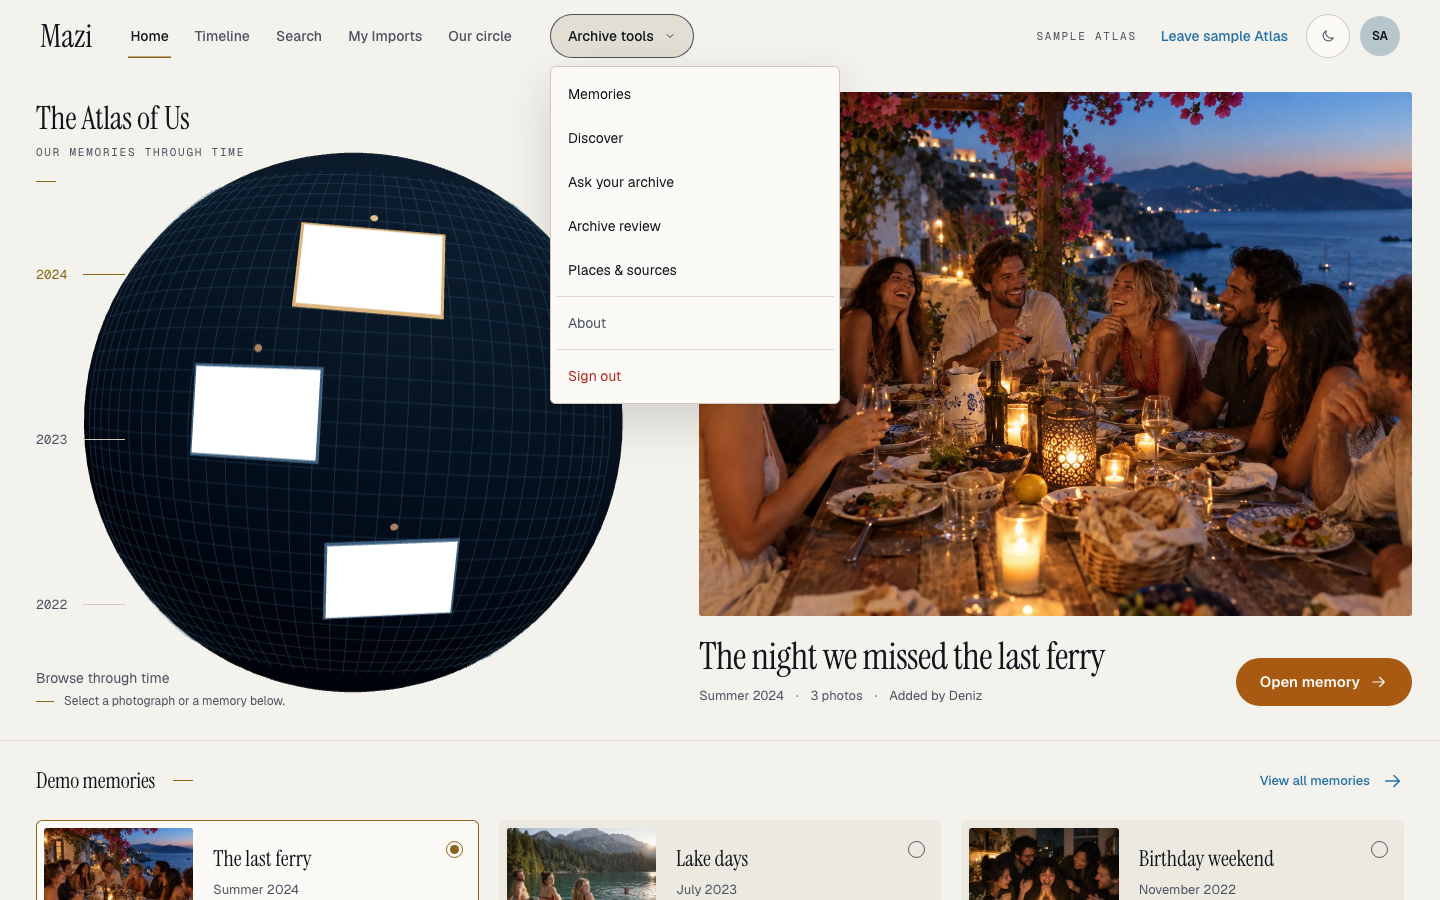 Mazi
Home
Timeline
Search
My Imports
Our circle
Archive tools
SAMPLE ATLAS
Leave sample Atlas
SA
Memories
Discover
Ask your archive
Archive review
Places & sources
About
Sign out
The Atlas of Us
OUR MEMORIES THROUGH TIME
2024
2023
2022
Browse through time
Select a photograph or a memory below.
The night we missed the last ferry
Summer 2024 · 3 photos · Added by Deniz
Open memory
Demo memories
View all memories
The last ferry
Summer 2024
Lake days
July 2023
Birthday weekend
November 2022